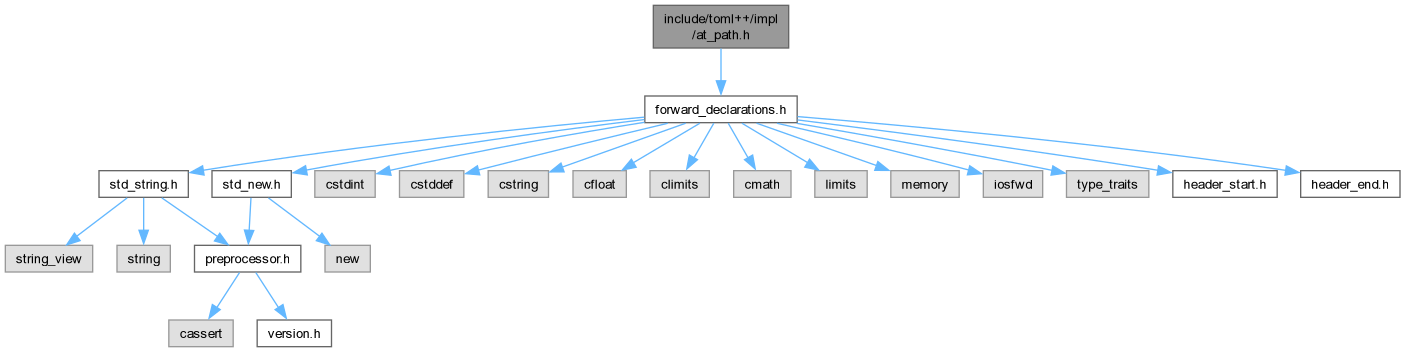 include/toml++/impl
/at_path.h
forward_declarations.h
std_string.h
std_new.h
cstdint
cstddef
cstring
cfloat
climits
cmath
limits
memory
iosfwd
type_traits
header_start.h
header_end.h
string_view
string
preprocessor.h
new
cassert
version.h